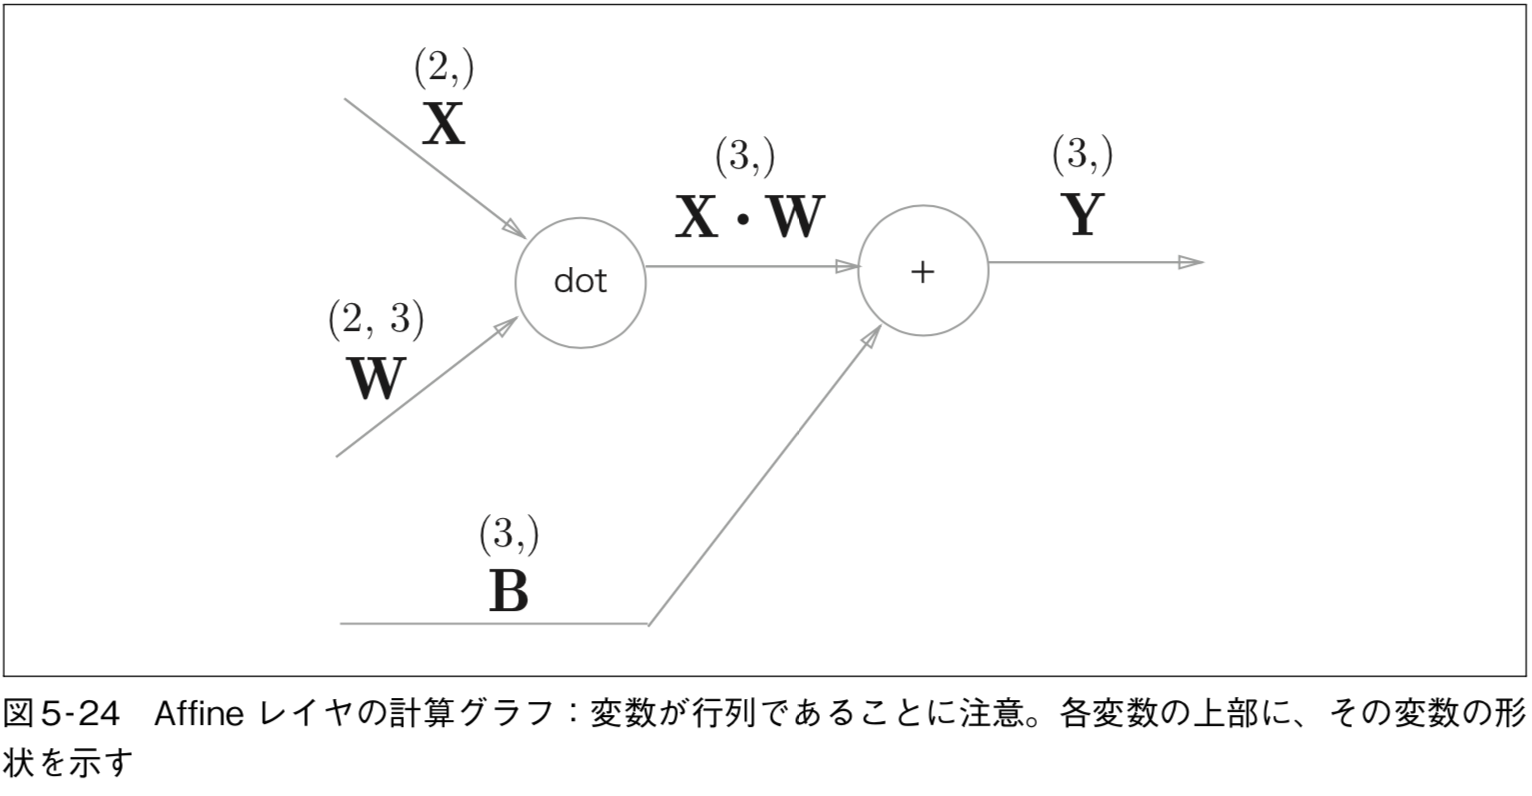 (2,)
X
(2, 3)
W
dot
(3,)
X・W
(3,)
B
+
(3,)
Y
図5-24 Affine レイヤの計算グラフ：変数が行列であることに注意。各変数の上部に、その変数の形
状を示す